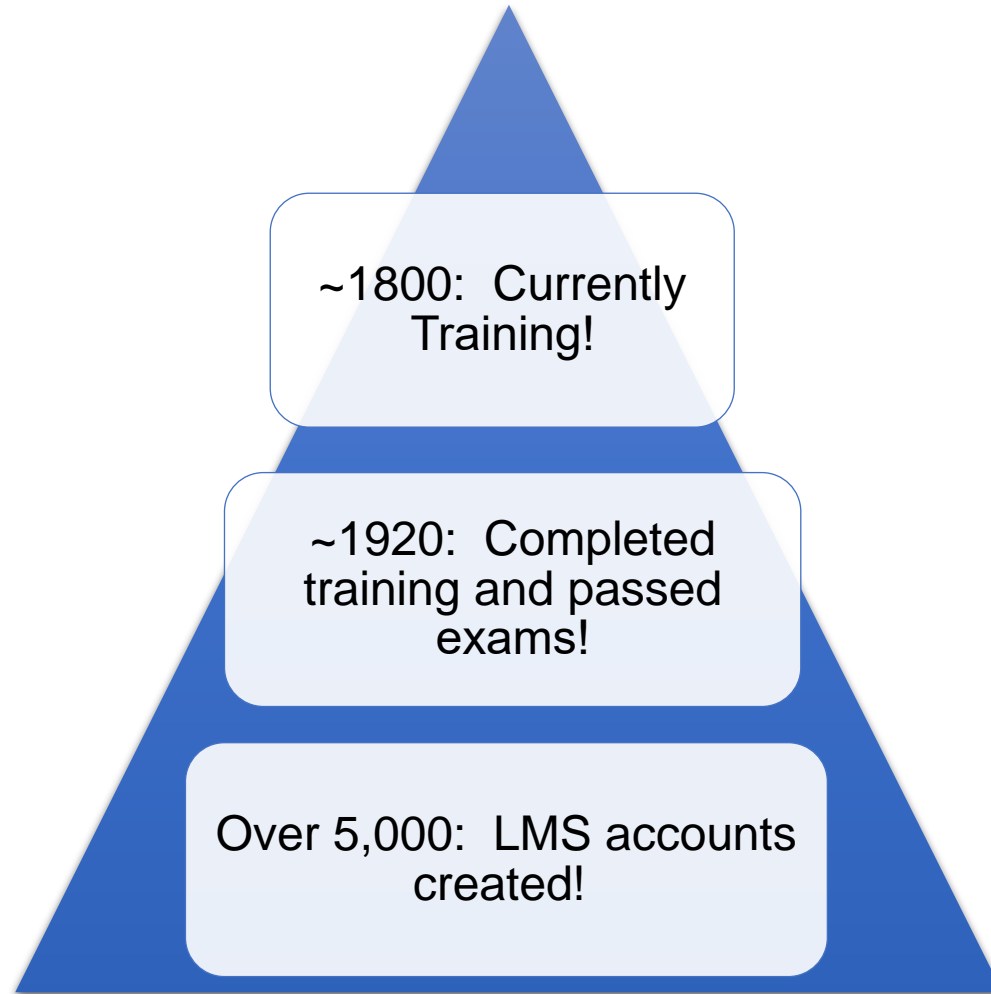 ~1800:  Currently
Training!
~1920:  Completed
training and passed
exams!
Over 5,000:  LMS accounts
created!